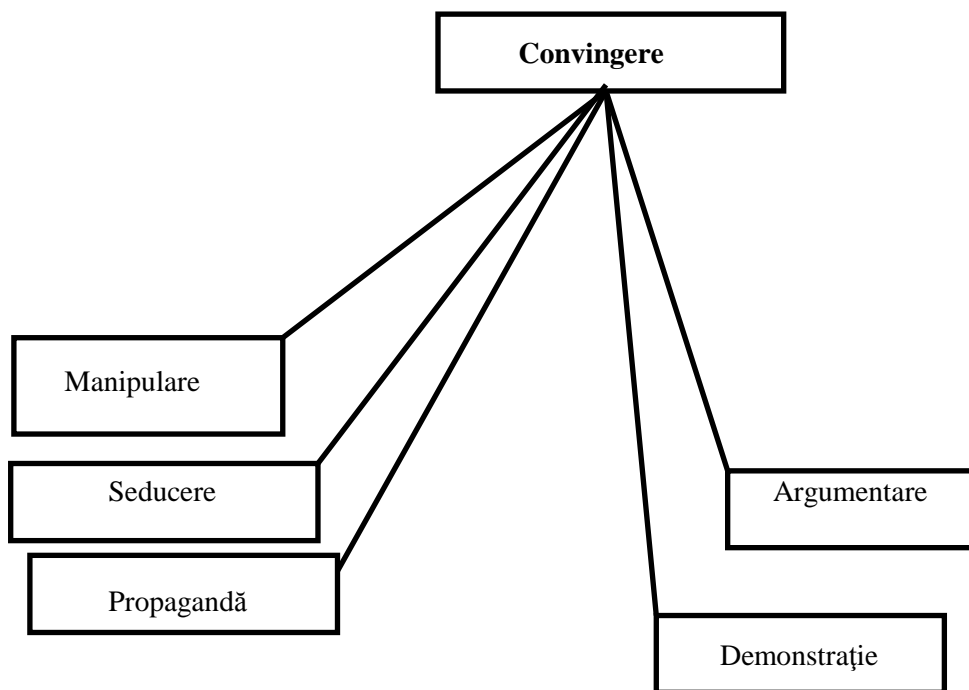 Convingere
Manipulare
Seducere
Argumentare
Propagandă
Demonstraţie